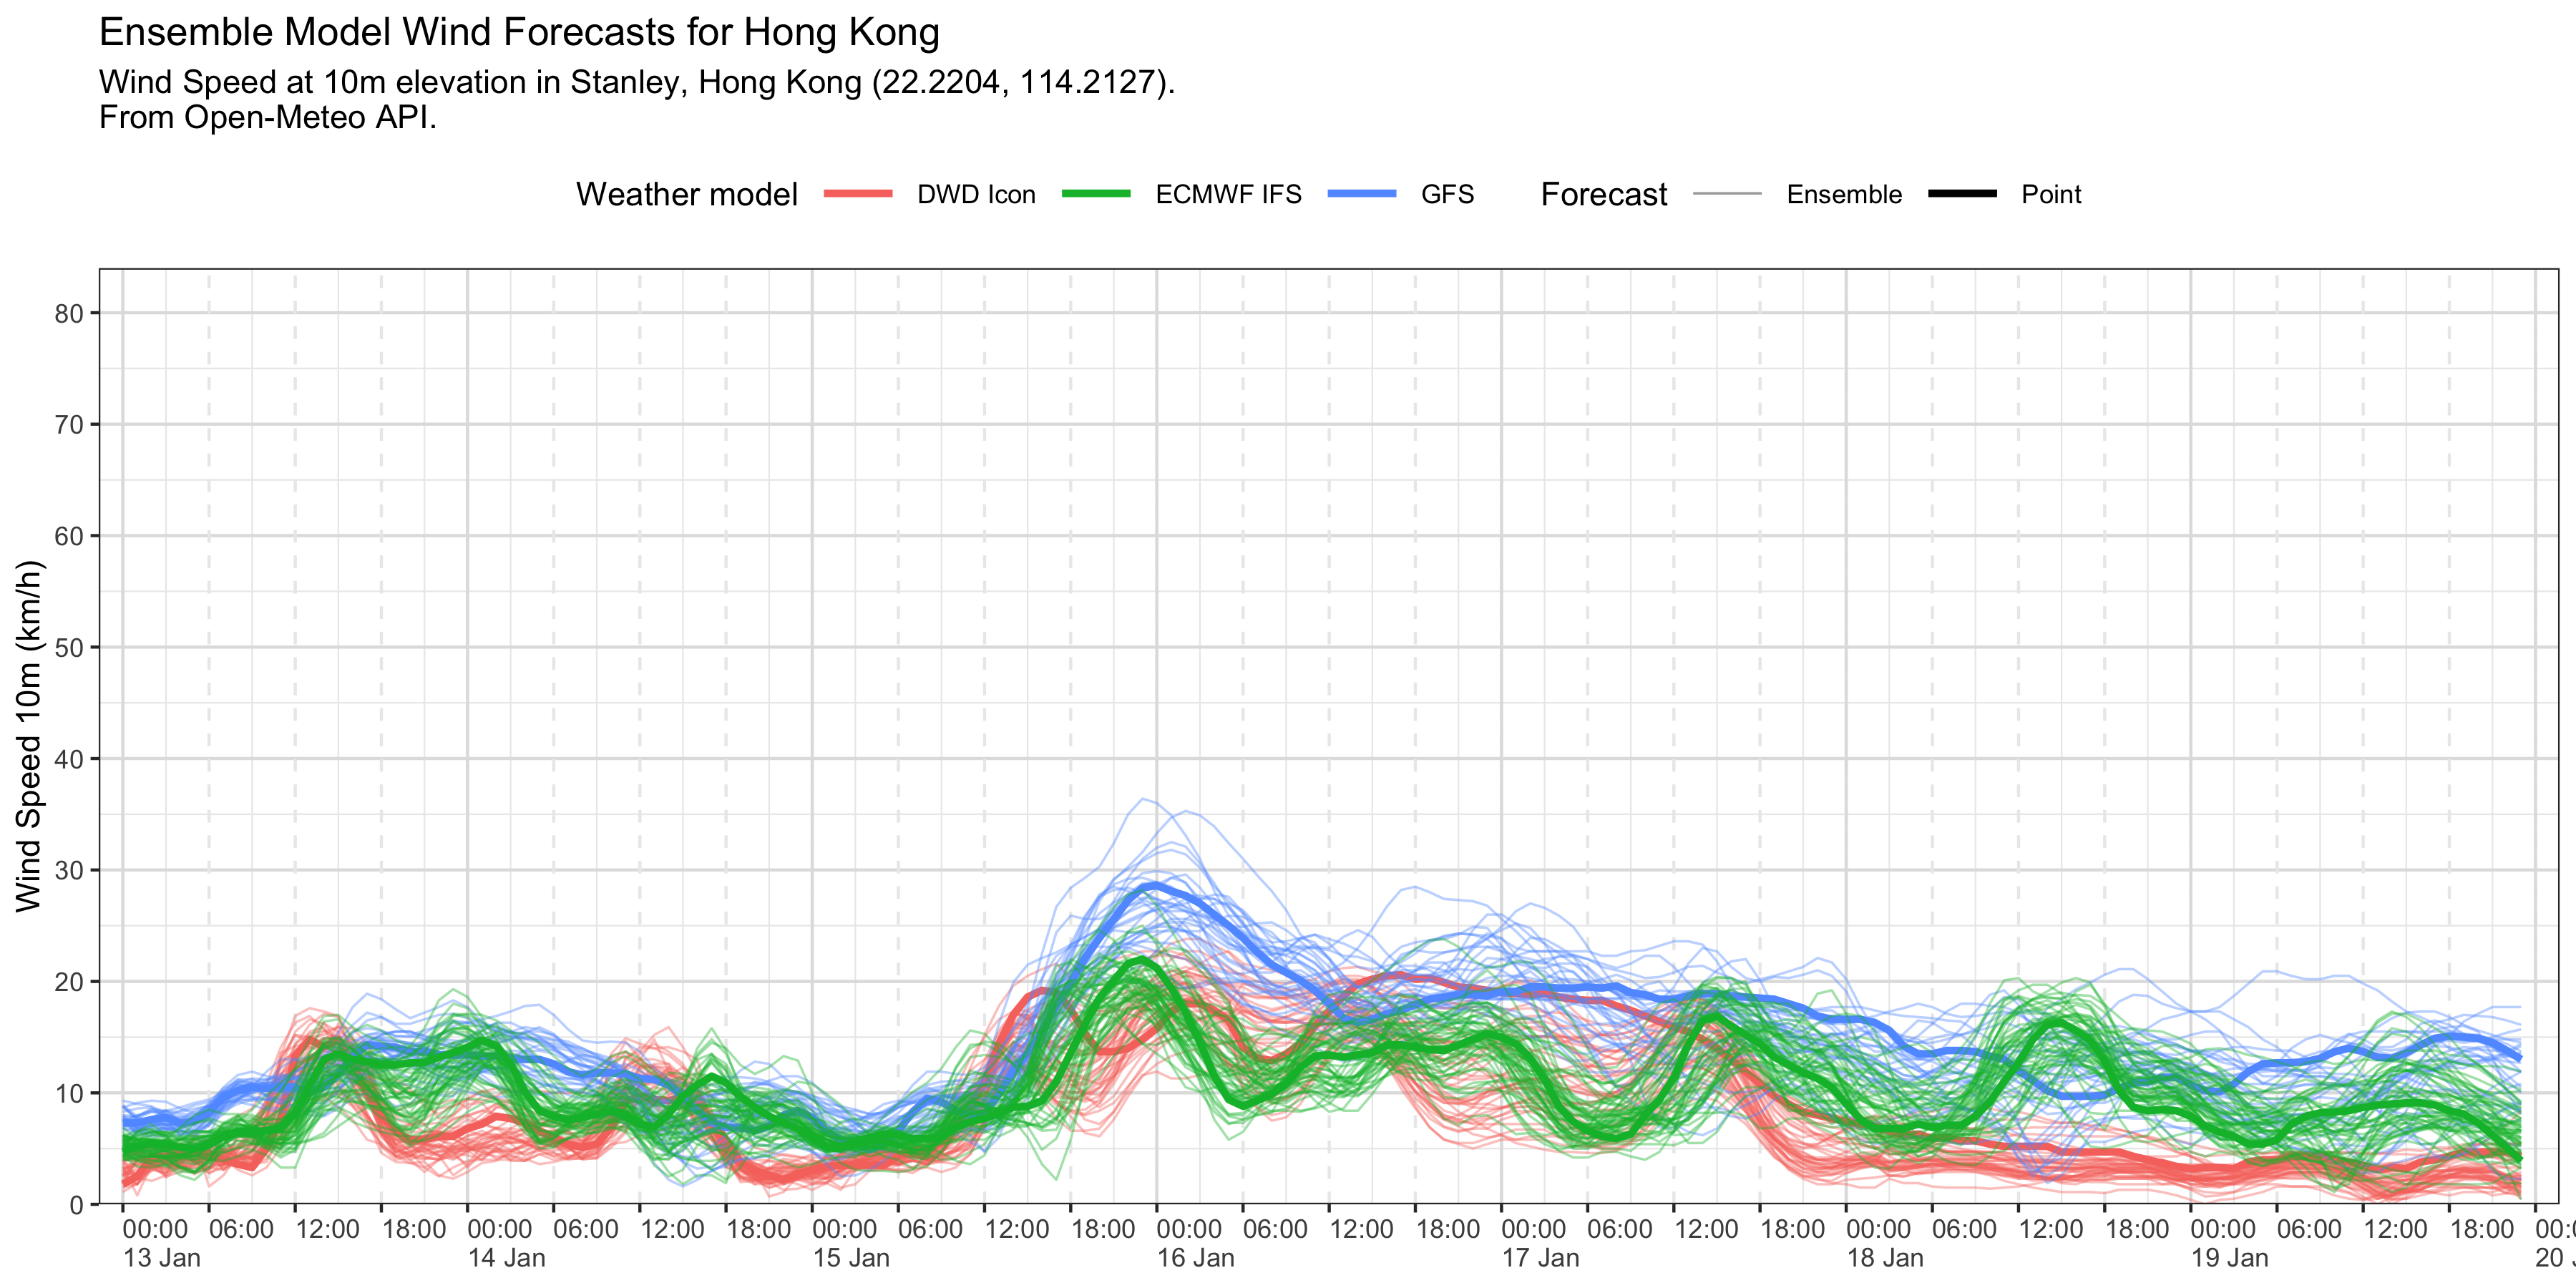 Ensemble Model Wind Forecasts for Hong Kong
Wind Speed at 10m elevation in Stanley, Hong Kong (22.2204, 114.2127).
From Open-Meteo API.
Weather model DWD Icon ECMWF IFS GFS Forecast Ensemble Point
Wind Speed 10m (km/h)
80
70
60
50
40
30
20
10
0
00:00 06:00 12:00 18:00 00:00 06:00 12:00 18:00 00:00 06:00 12:00 18:00 00:00 06:00 12:00 18:00 00:00 06:00 12:00 18:00 00:00 06:00 12:00 18:00 00:00 06:00 12:00 18:00
13 Jan 14 Jan 15 Jan 16 Jan 17 Jan 18 Jan 19 Jan 20